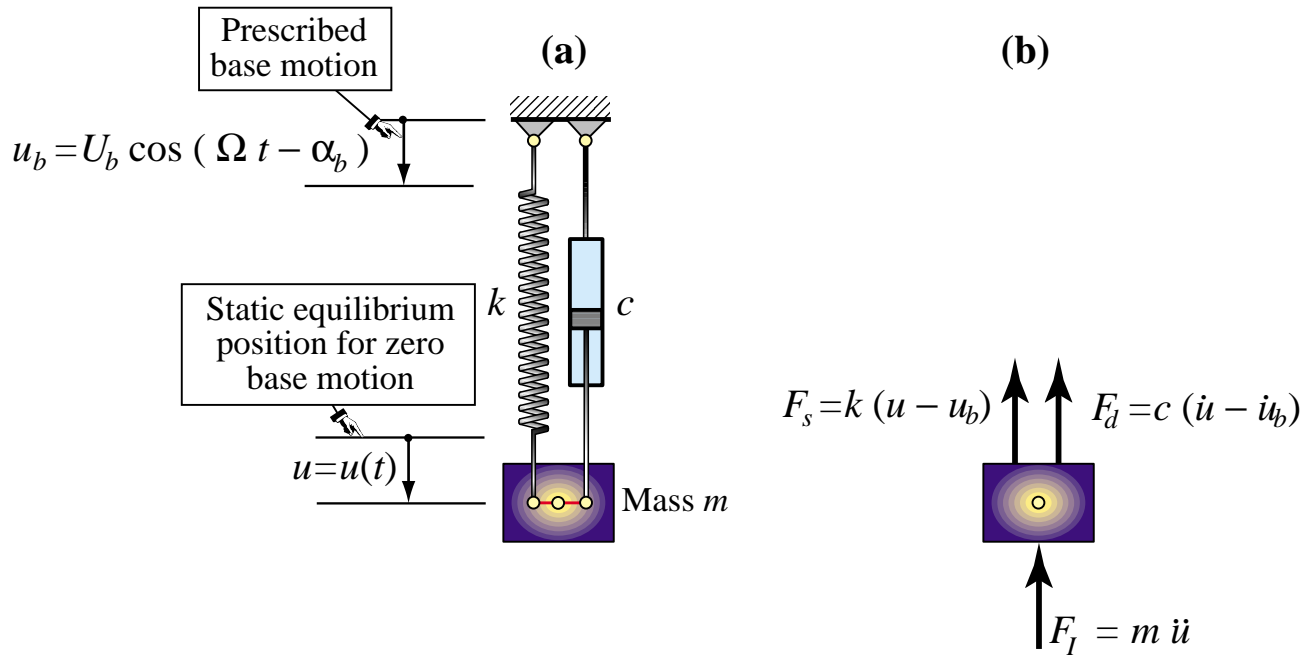 Prescribed
base motion
(a)
(b)
u_b = U_b cos ( Ω t − α_b )
k
c
Static equilibrium
position for zero
base motion
F_s = k (u − u_b)
F_d = c (u̇ − u̇_b)
u = u(t)
Mass m
F_I = m ü